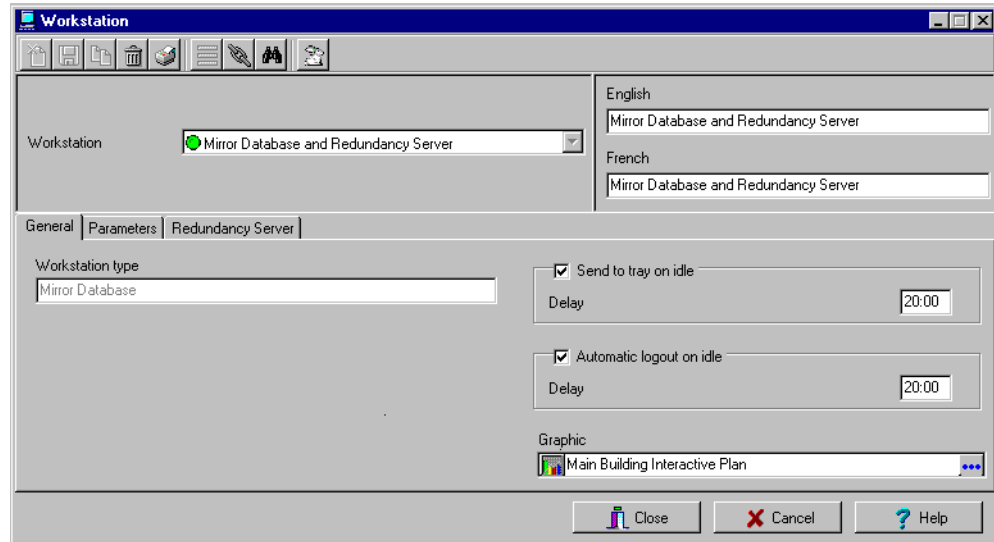 Workstation
English
Mirror Database and Redundancy Server
Workstation
Mirror Database and Redundancy Server
French
Mirror Database and Redundancy Server
General
Parameters
Redundancy Server
Workstation type
Mirror Database
Send to tray on idle
Delay
20:00
Automatic logout on idle
Delay
20:00
Graphic
Main Building Interactive Plan
Close
Cancel
Help